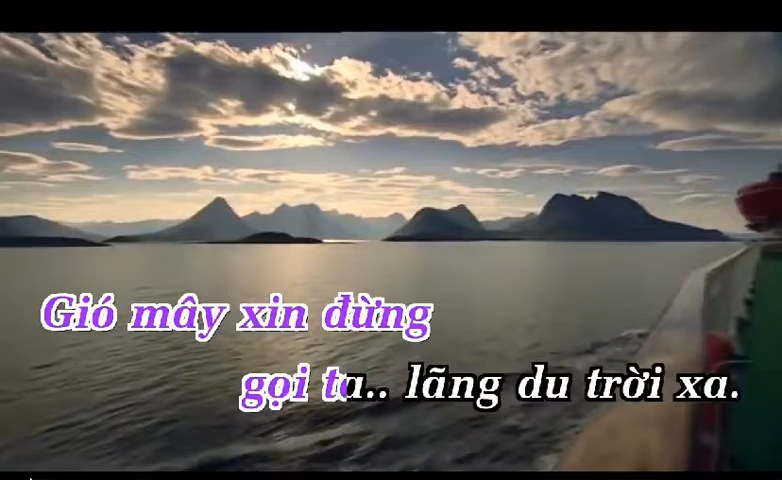 Gió mây xin đừng
gọi ta.. lãng du trời xa.